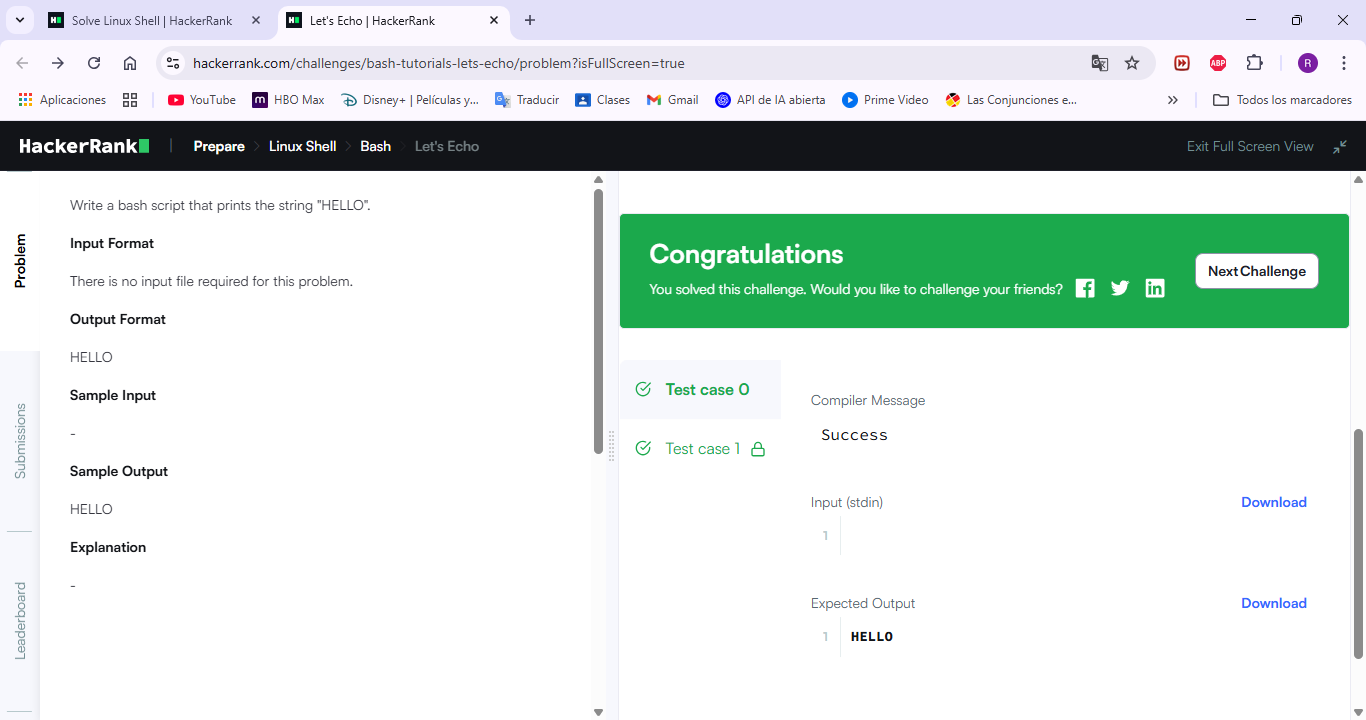 Solve Linux Shell | HackerRank
Let's Echo | HackerRank
hackerrank.com/challenges/bash-tutorials-lets-echo/problem?isFullScreen=true
ABP
R
Aplicaciones
YouTube
HBO Max
Disney+ | Películas y...
Traducir
Clases
Gmail
API de IA abierta
Prime Video
Las Conjunciones e...
Todos los marcadores
HackerRank
Prepare
Linux Shell
Bash
Let's Echo
Exit Full Screen View
Problem
Submissions
Leaderboard
Write a bash script that prints the string "HELLO".
Input Format
There is no input file required for this problem.
Output Format
HELLO
Sample Input
-
Sample Output
HELLO
Explanation
-
Congratulations
You solved this challenge. Would you like to challenge your friends?
Next Challenge
Test case 0
Test case 1
Compiler Message
Success
Input (stdin)
Download
1
Expected Output
Download
1 HELLO